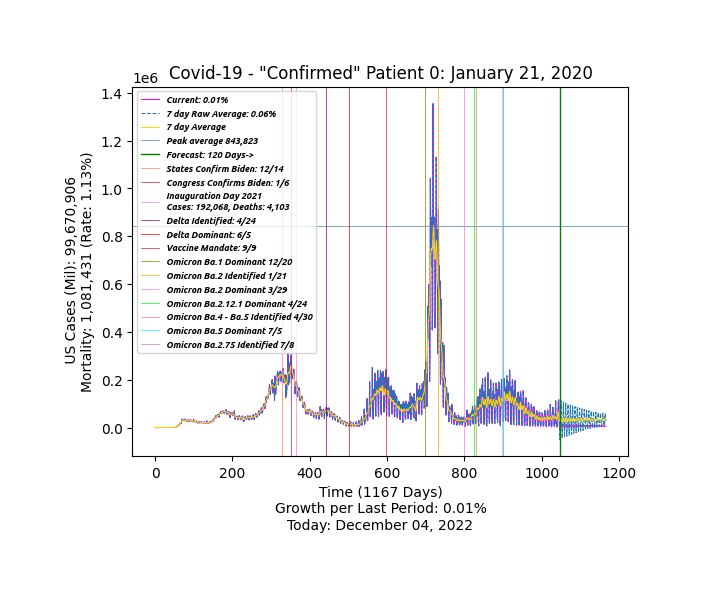 Covid-19 - "Confirmed" Patient 0: January 21, 2020
1e6
1.4
1.2
1.0
0.8
0.6
0.4
0.2
0.0
US Cases (Mil): 99,670,906
Mortality: 1,081,431 (Rate: 1.13%)
Current: 0.01%
7 day Raw Average: 0.06%
7 day Average
Peak average 843,823
Forecast: 120 Days->
States Confirm Biden: 12/14
Congress Confirms Biden: 1/6
Inauguration Day 2021
Cases: 192,068, Deaths: 4,103
Delta Identified: 4/24
Delta Dominant: 6/5
Vaccine Mandate: 9/9
Omicron Ba.1 Dominant 12/20
Omicron Ba.2 Identified 1/21
Omicron Ba.2 Dominant 3/29
Omicron Ba.2.12.1 Dominant 4/24
Omicron Ba.4 - Ba.5 Identified 4/30
Omicron Ba.5 Dominant 7/5
Omicron Ba.2.75 Identified 7/8
0 200 400 600 800 1000 1200
Time (1167 Days)
Growth per Last Period: 0.01%
Today: December 04, 2022